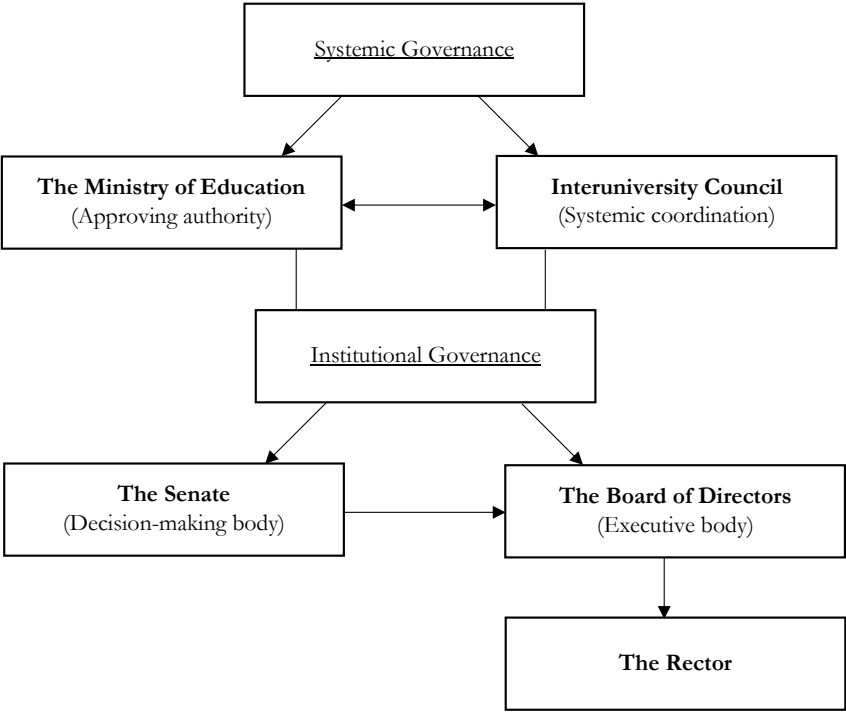 Systemic Governance
The Ministry of Education
(Approving authority)
Interuniversity Council
(Systemic coordination)
Institutional Governance
The Senate
(Decision-making body)
The Board of Directors
(Executive body)
The Rector